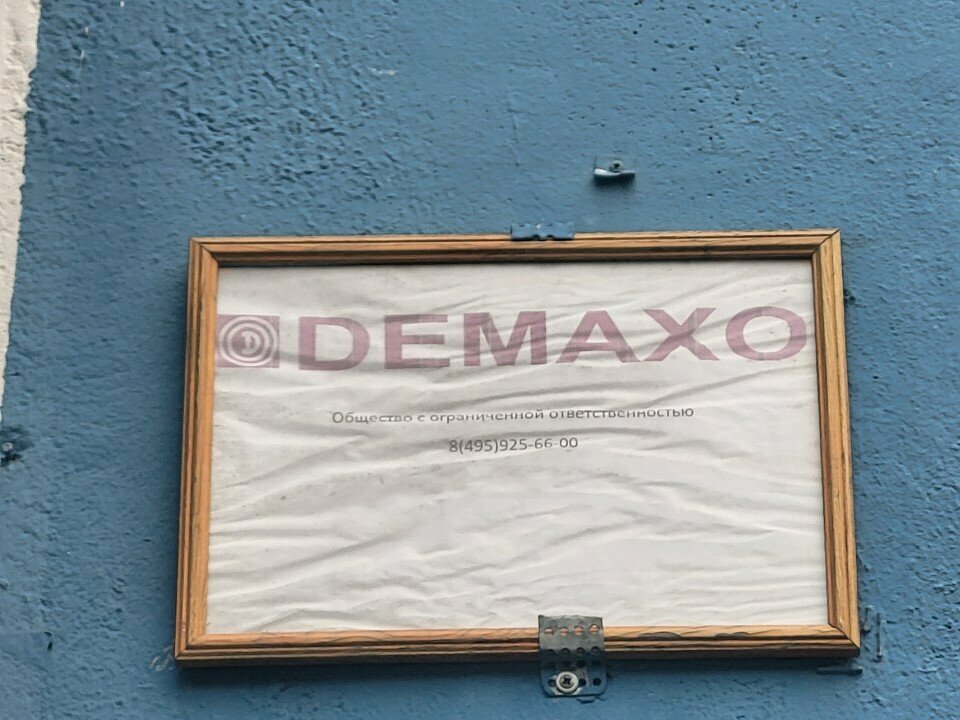 D DEMAXO
Общество с ограниченной ответственностью
8(495)925-66-00